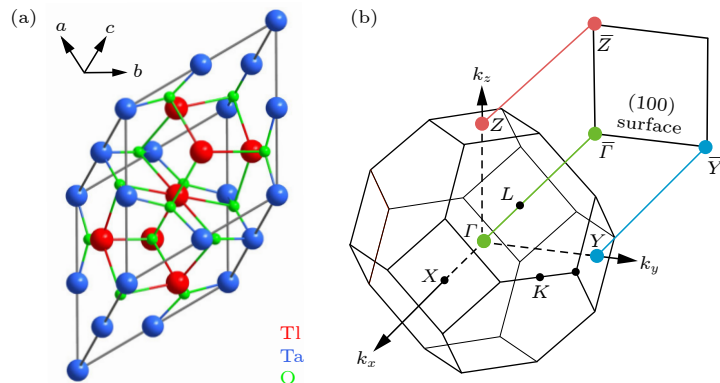 (a)
a
c
b
Tl
Ta
O
(b)
k_z
Z
Z̅
(100)
surface
Γ̅
Y̅
L
Γ
Y
k_y
X
K
k_x